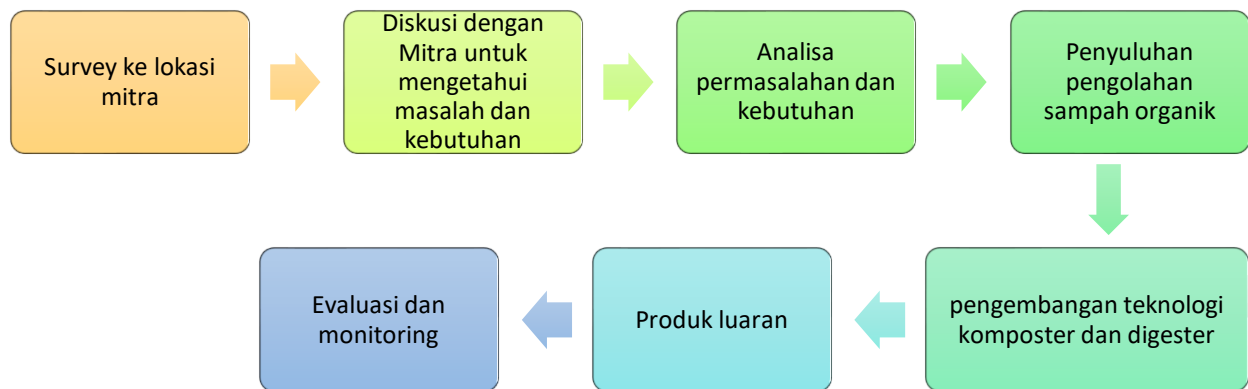 Survey ke lokasi
mitra
Diskusi dengan
Mitra untuk
mengetahui
masalah dan
kebutuhan
Analisa
permasalahan dan
kebutuhan
Penyuluhan
pengolahan
sampah organik
pengembangan teknologi
komposter dan digester
Produk luaran
Evaluasi dan
monitoring